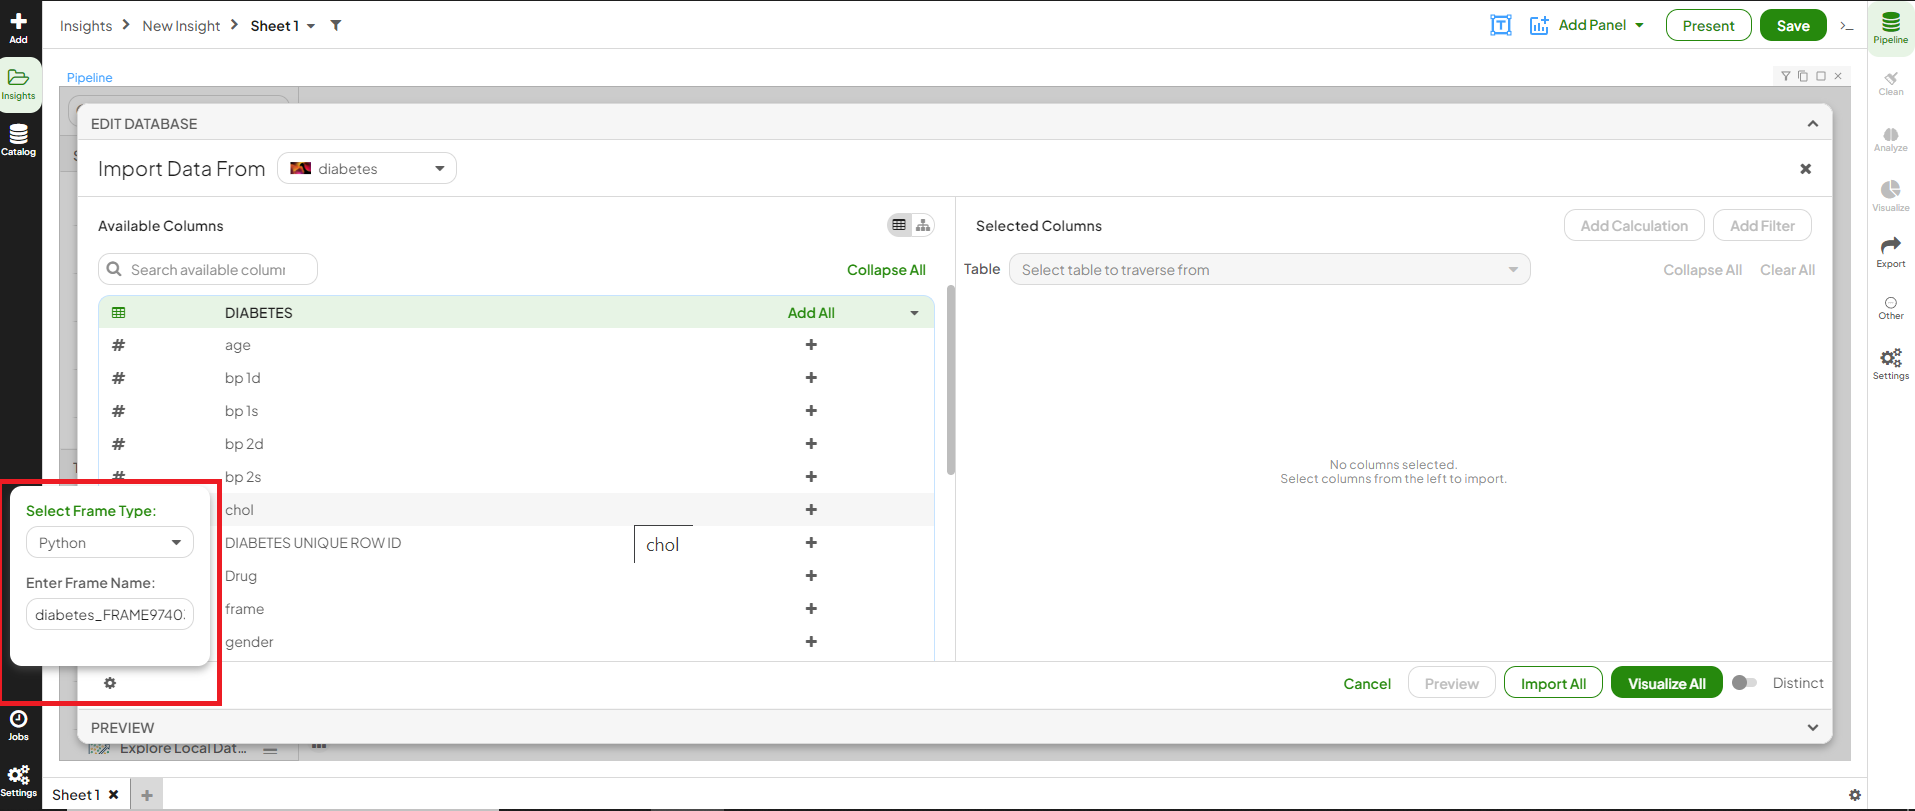 Add
Insights
Catalog
Jobs
Settings
Insights > New Insight > Sheet 1
Add Panel
Present
Save
Pipeline
EDIT DATABASE
Import Data From
diabetes
Available Columns
Search available colum
Collapse All
DIABETES
Add All
# age +
# bp 1d +
# bp 1s +
# bp 2d +
# bp 2s +
chol +
DIABETES UNIQUE ROW ID +
chol
Drug +
frame +
gender +
Select Frame Type:
Python
Enter Frame Name:
diabetes_FRAME9740
Selected Columns
Add Calculation
Add Filter
Table
Select table to traverse from
Collapse All
Clear All
No columns selected.
Select columns from the left to import.
Cancel
Preview
Import All
Visualize All
Distinct
PREVIEW
Explore Local Dat...
Sheet 1
Pipeline
Clean
Analyze
Visualize
Export
Other
Settings